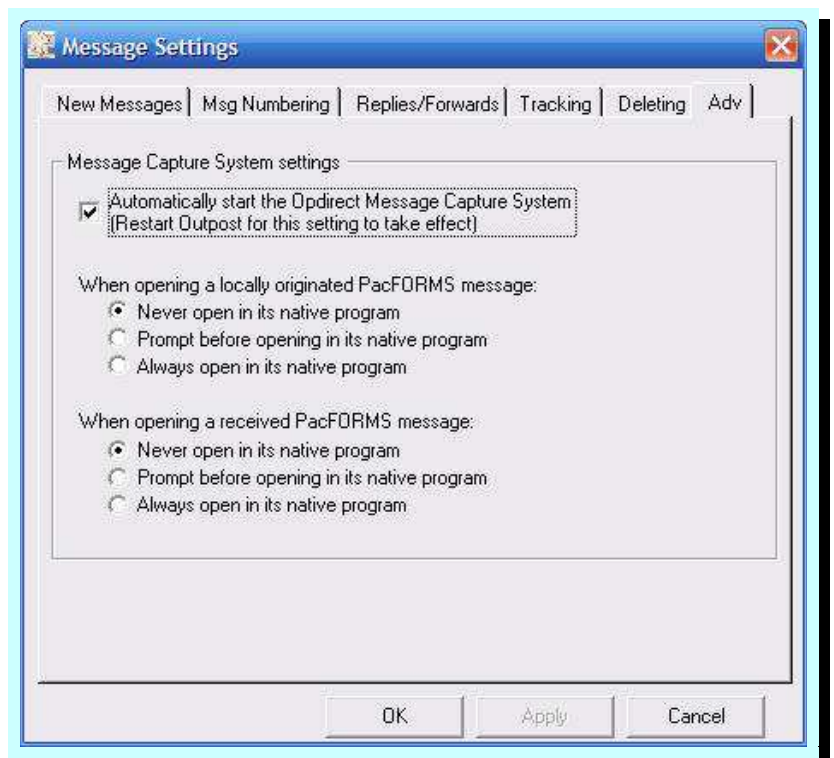 Message Settings
New Messages Msg Numbering Replies/Forwards Tracking Deleting Adv
Message Capture System settings
Automatically start the Opdirect Message Capture System
(Restart Outpost for this setting to take effect)
When opening a locally originated PacFORMS message:
Never open in its native program
Prompt before opening in its native program
Always open in its native program
When opening a received PacFORMS message:
Never open in its native program
Prompt before opening in its native program
Always open in its native program
OK Apply Cancel